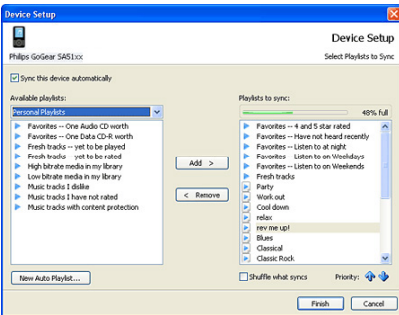 Device Setup
Device Setup
Philips GoGear SA51xx
Select Playlists to Sync
Sync this device automatically
Available playlists:
Personal Playlists
Favorites -- One Audio CD worth
Favorites -- One Data CD-R worth
Fresh tracks -- yet to be played
Fresh tracks -- yet to be rated
High bitrate media in my library
Low bitrate media in my library
Music tracks I dislike
Music tracks I have not rated
Music tracks with content protection
New Auto Playlist...
Add >
< Remove
Playlists to sync:
48% full
Favorites -- 4 and 5 star rated
Favorites -- Have not heard recently
Favorites -- Listen to at night
Favorites -- Listen to on Weekdays
Favorites -- Listen to on Weekends
Fresh tracks
Party
Work out
Cool down
relax
rev me up!
Blues
Classical
Classic Rock
Shuffle what syncs
Priority:
Finish
Cancel